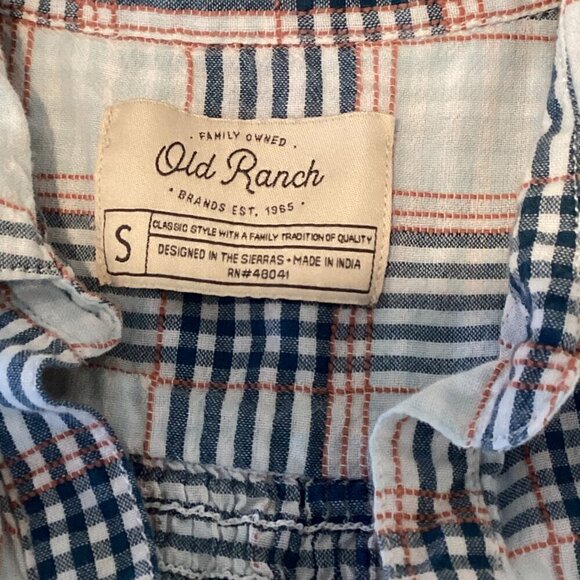 · FAMILY OWNED ·
Old Ranch
· BRANDS EST. 1965 ·
S
CLASSIC STYLE WITH A FAMILY TRADITION OF QUALITY
DESIGNED IN THE SIERRAS • MADE IN INDIA
RN#48041